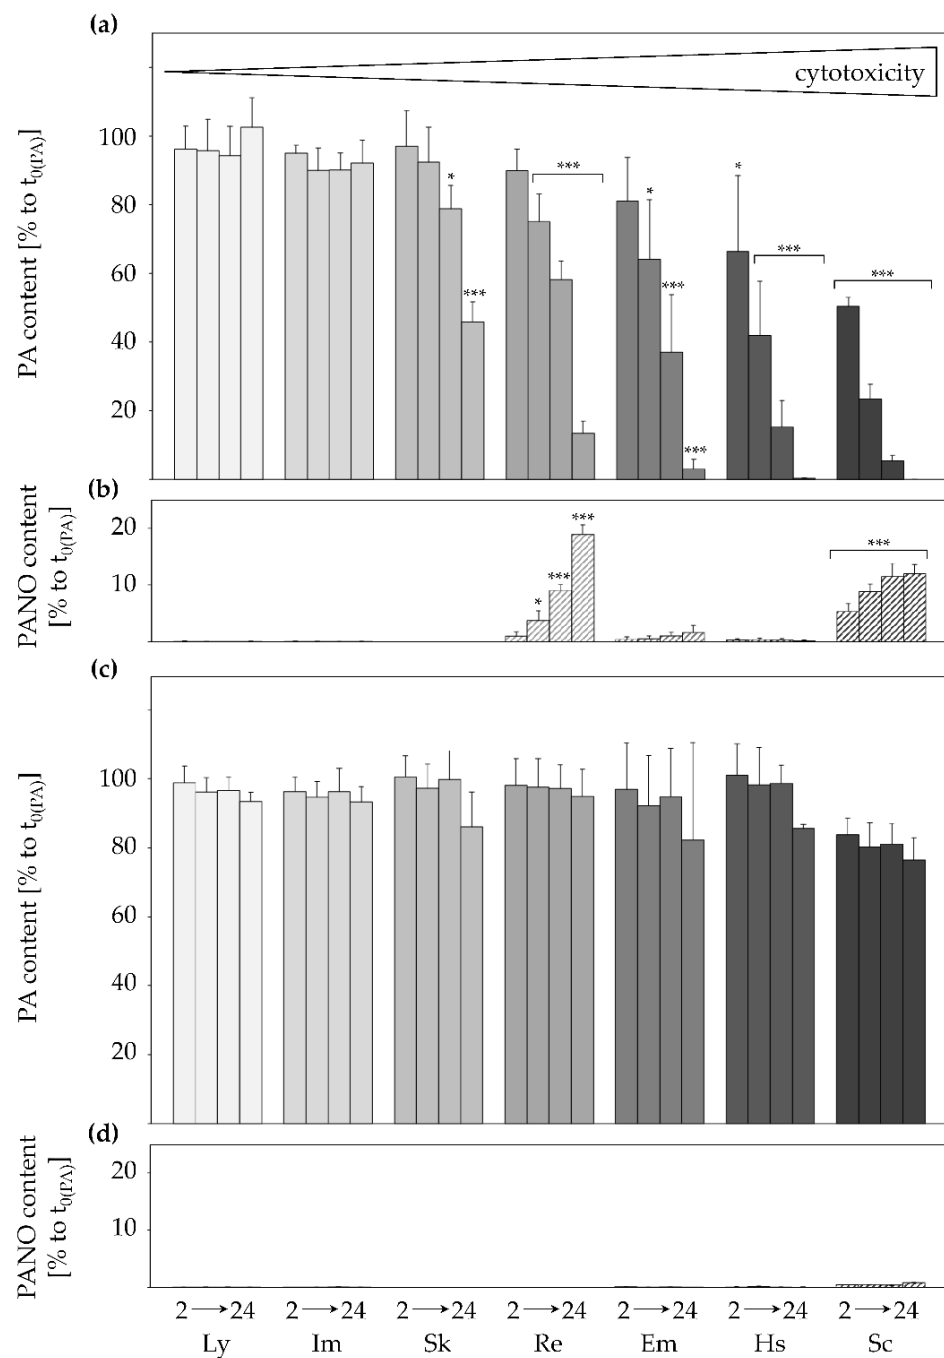 (a)
cytotoxicity
PA content [% to t0(PA)]
100
80
60
40
20
* *** *** * *** *** * *** ***
(b)
PANO content
[% to t0(PA)]
20
10
* *** *** ***
(c)
PA content [% to t0(PA)]
100
80
60
40
20
(d)
PANO content
[% to t0(PA)]
20
10
2→24 2→24 2→24 2→24 2→24 2→24 2→24
Ly Im Sk Re Em Hs Sc